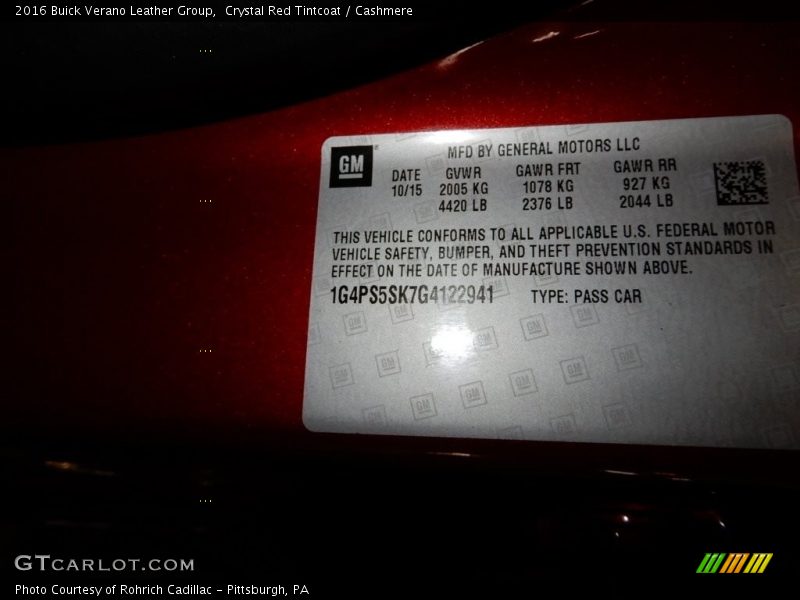 2016 Buick Verano Leather Group,  Crystal Red Tintcoat / Cashmere
GM
MFD BY GENERAL MOTORS LLC
DATE GVWR GAWR FRT GAWR RR
10/15 2005 KG 1078 KG 927 KG
4420 LB 2376 LB 2044 LB
THIS VEHICLE CONFORMS TO ALL APPLICABLE U.S. FEDERAL MOTOR
VEHICLE SAFETY, BUMPER, AND THEFT PREVENTION STANDARDS IN
EFFECT ON THE DATE OF MANUFACTURE SHOWN ABOVE.
1G4PS5SK7G4122941 TYPE: PASS CAR
GTCARLOT.COM
Photo Courtesy of Rohrich Cadillac – Pittsburgh, PA